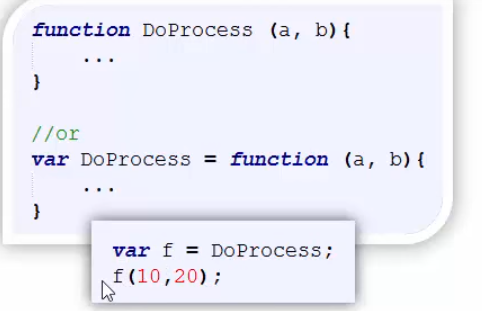 function DoProcess (a, b){
...
}
//or
var DoProcess = function (a, b){
...
}
var f = DoProcess;
f(10,20);